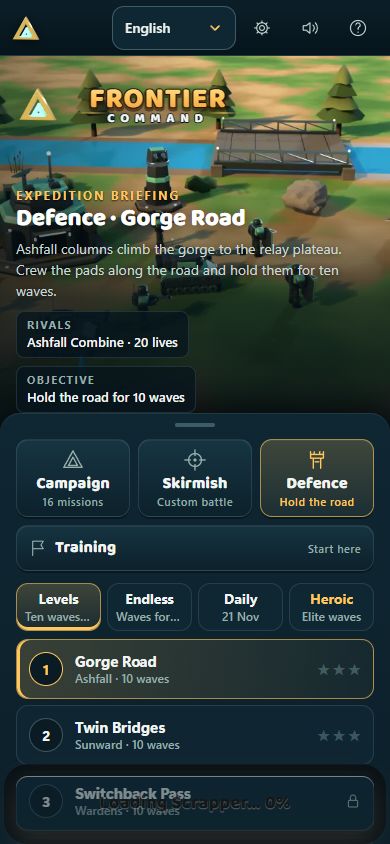 English
FRONTIER
COMMAND
EXPEDITION BRIEFING
Defence · Gorge Road
Ashfall columns climb the gorge to the relay plateau.
Crew the pads along the road and hold them for ten
waves.
RIVALS
Ashfall Combine · 20 lives
OBJECTIVE
Hold the road for 10 waves
Campaign
16 missions
Skirmish
Custom battle
Defence
Hold the road
Training
Start here
Levels
Ten waves...
Endless
Waves for...
Daily
21 Nov
Heroic
Elite waves
1
Gorge Road
Ashfall · 10 waves
2
Twin Bridges
Sunward · 10 waves
3
Switchback Pass
Loading Scrapper... 0%
Wardens · 10 waves